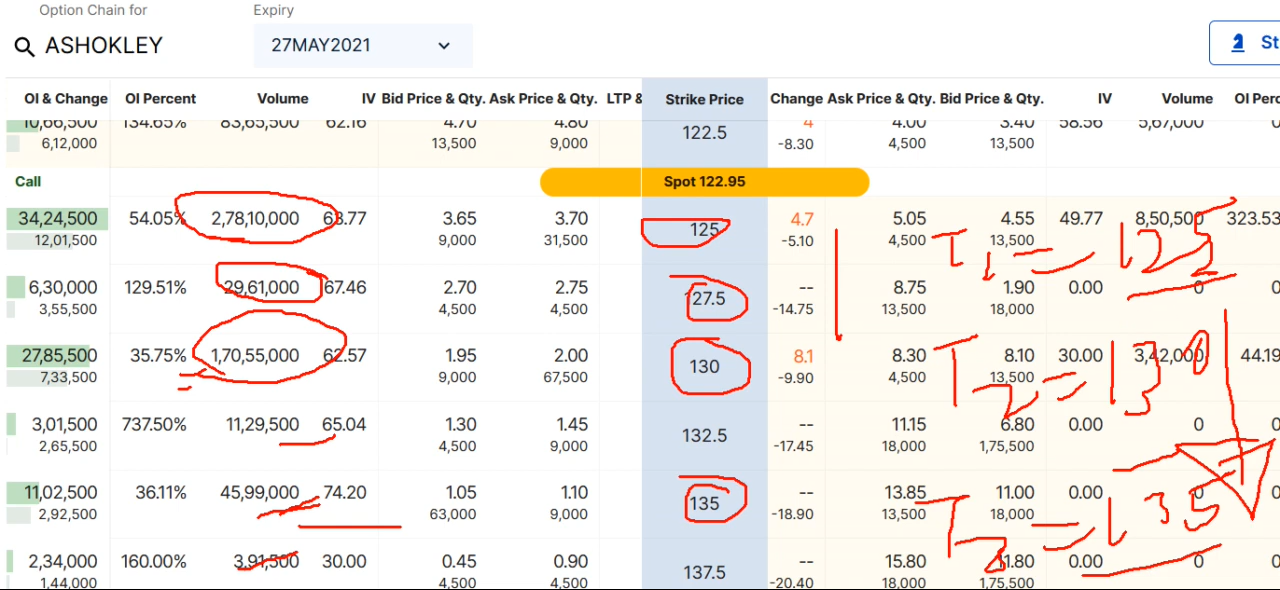 Option Chain for Expiry
ASHOKLEY 27MAY2021 St
OI & Change OI Percent Volume IV Bid Price & Qty. Ask Price & Qty. LTP & Strike Price Change Ask Price & Qty. Bid Price & Qty. IV Volume OI Perc
10,66,500 134.65% 83,65,500 62.16 4.70 4.80 122.5 4 4.00 3.40 58.56 5,67,000
6,12,000 13,500 9,000 -8.30 4,500 13,500
Call Spot 122.95
34,24,500 54.05% 2,78,10,000 63.77 3.65 3.70 125 4.7 5.05 4.55 49.77 8,50,500 323.53
12,01,500 9,000 31,500 -5.10 4,500 13,500
T1 = 125
6,30,000 129.51% 29,61,000 67.46 2.70 2.75 127.5 -- 8.75 1.90 0.00 0 0
3,55,500 4,500 4,500 -14.75 13,500 18,000
27,85,500 35.75% 1,70,55,000 62.57 1.95 2.00 130 8.1 8.30 8.10 30.00 3,42,000 44.19
7,33,500 9,000 67,500 -9.90 4,500 13,500
T2 = 130
3,01,500 737.50% 11,29,500 65.04 1.30 1.45 132.5 -- 11.15 6.80 0.00 0 0
2,65,500 4,500 9,000 -17.45 18,000 1,75,500
11,02,500 36.11% 45,99,000 74.20 1.05 1.10 135 -- 13.85 11.00 0.00 0 0
2,92,500 63,000 9,000 -18.90 13,500 18,000
T3 = 135
2,34,000 160.00% 3,91,500 30.00 0.45 0.90 137.5 -- 15.80 11.80 0.00 0 0
1,44,000 4,500 4,500 -20.40 18,000 1,75,500